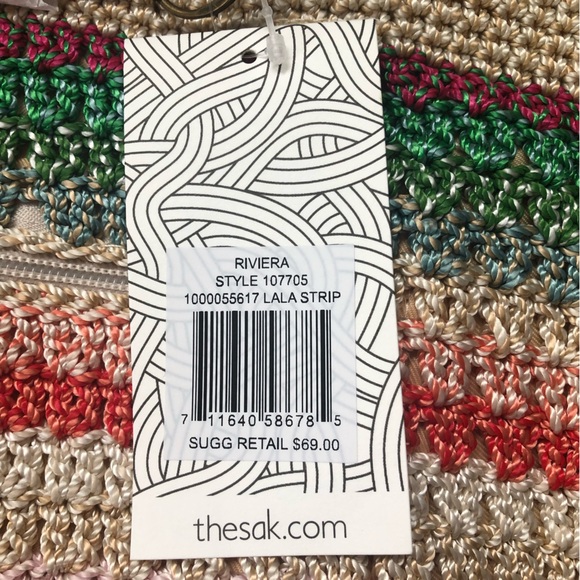 RIVIERA
STYLE 107705
1000055617 LALA STRIP
7 11640 58678 5
SUGG RETAIL $69.00
thesak.com